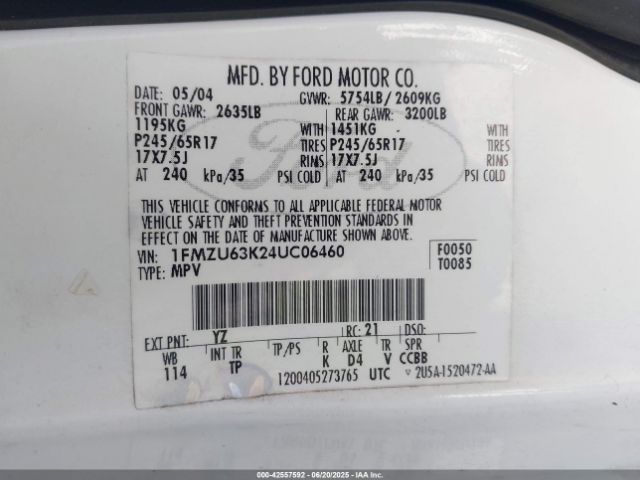 MFD. BY FORD MOTOR CO.
DATE: 05/04 GVWR: 5754LB/ 2609KG
FRONT GAWR: 2635LB REAR GAWR: 3200LB
1195KG WITH 1451KG WITH
P245/65R17 TIRES P245/65R17 TIRES
17X7.5J RIMS 17X7.5J RIMS
AT 240 kPa/35 PSI COLD AT 240 kPa/35 PSI COLD
Ford
THIS VEHICLE CONFORMS TO ALL APPLICABLE FEDERAL MOTOR
VEHICLE SAFETY AND THEFT PREVENTION STANDARDS IN
EFFECT ON THE DATE OF MANUFACTURE SHOWN ABOVE.
VIN: 1FMZU63K24UC06460 F0050
TYPE: MPV T0085
EXT PNT: YZ RC: 21 DSO:
WB INT TR TP/PS R AXLE TR SPR
114 TP K D4 V CCBB
1200405273765 UTC 2U5A-1520472-AA
(00-42557592 - 06/20/2025 - IAAI.COM)